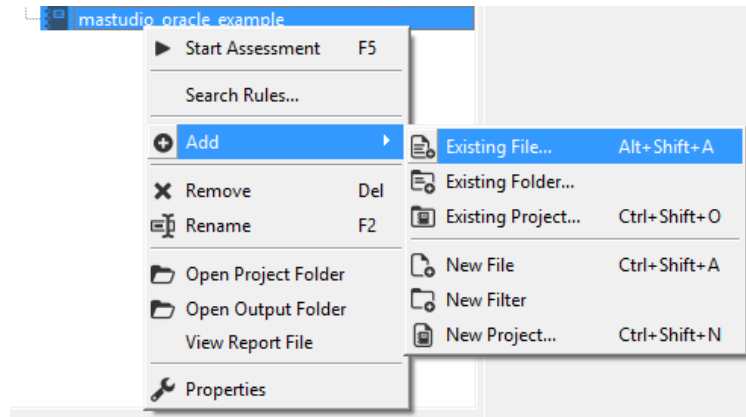 mastudio_oracle_example
Start Assessment F5
Search Rules...
Add
Remove Del
Rename F2
Open Project Folder
Open Output Folder
View Report File
Properties
Existing File... Alt+Shift+A
Existing Folder...
Existing Project... Ctrl+Shift+O
New File Ctrl+Shift+A
New Filter
New Project... Ctrl+Shift+N